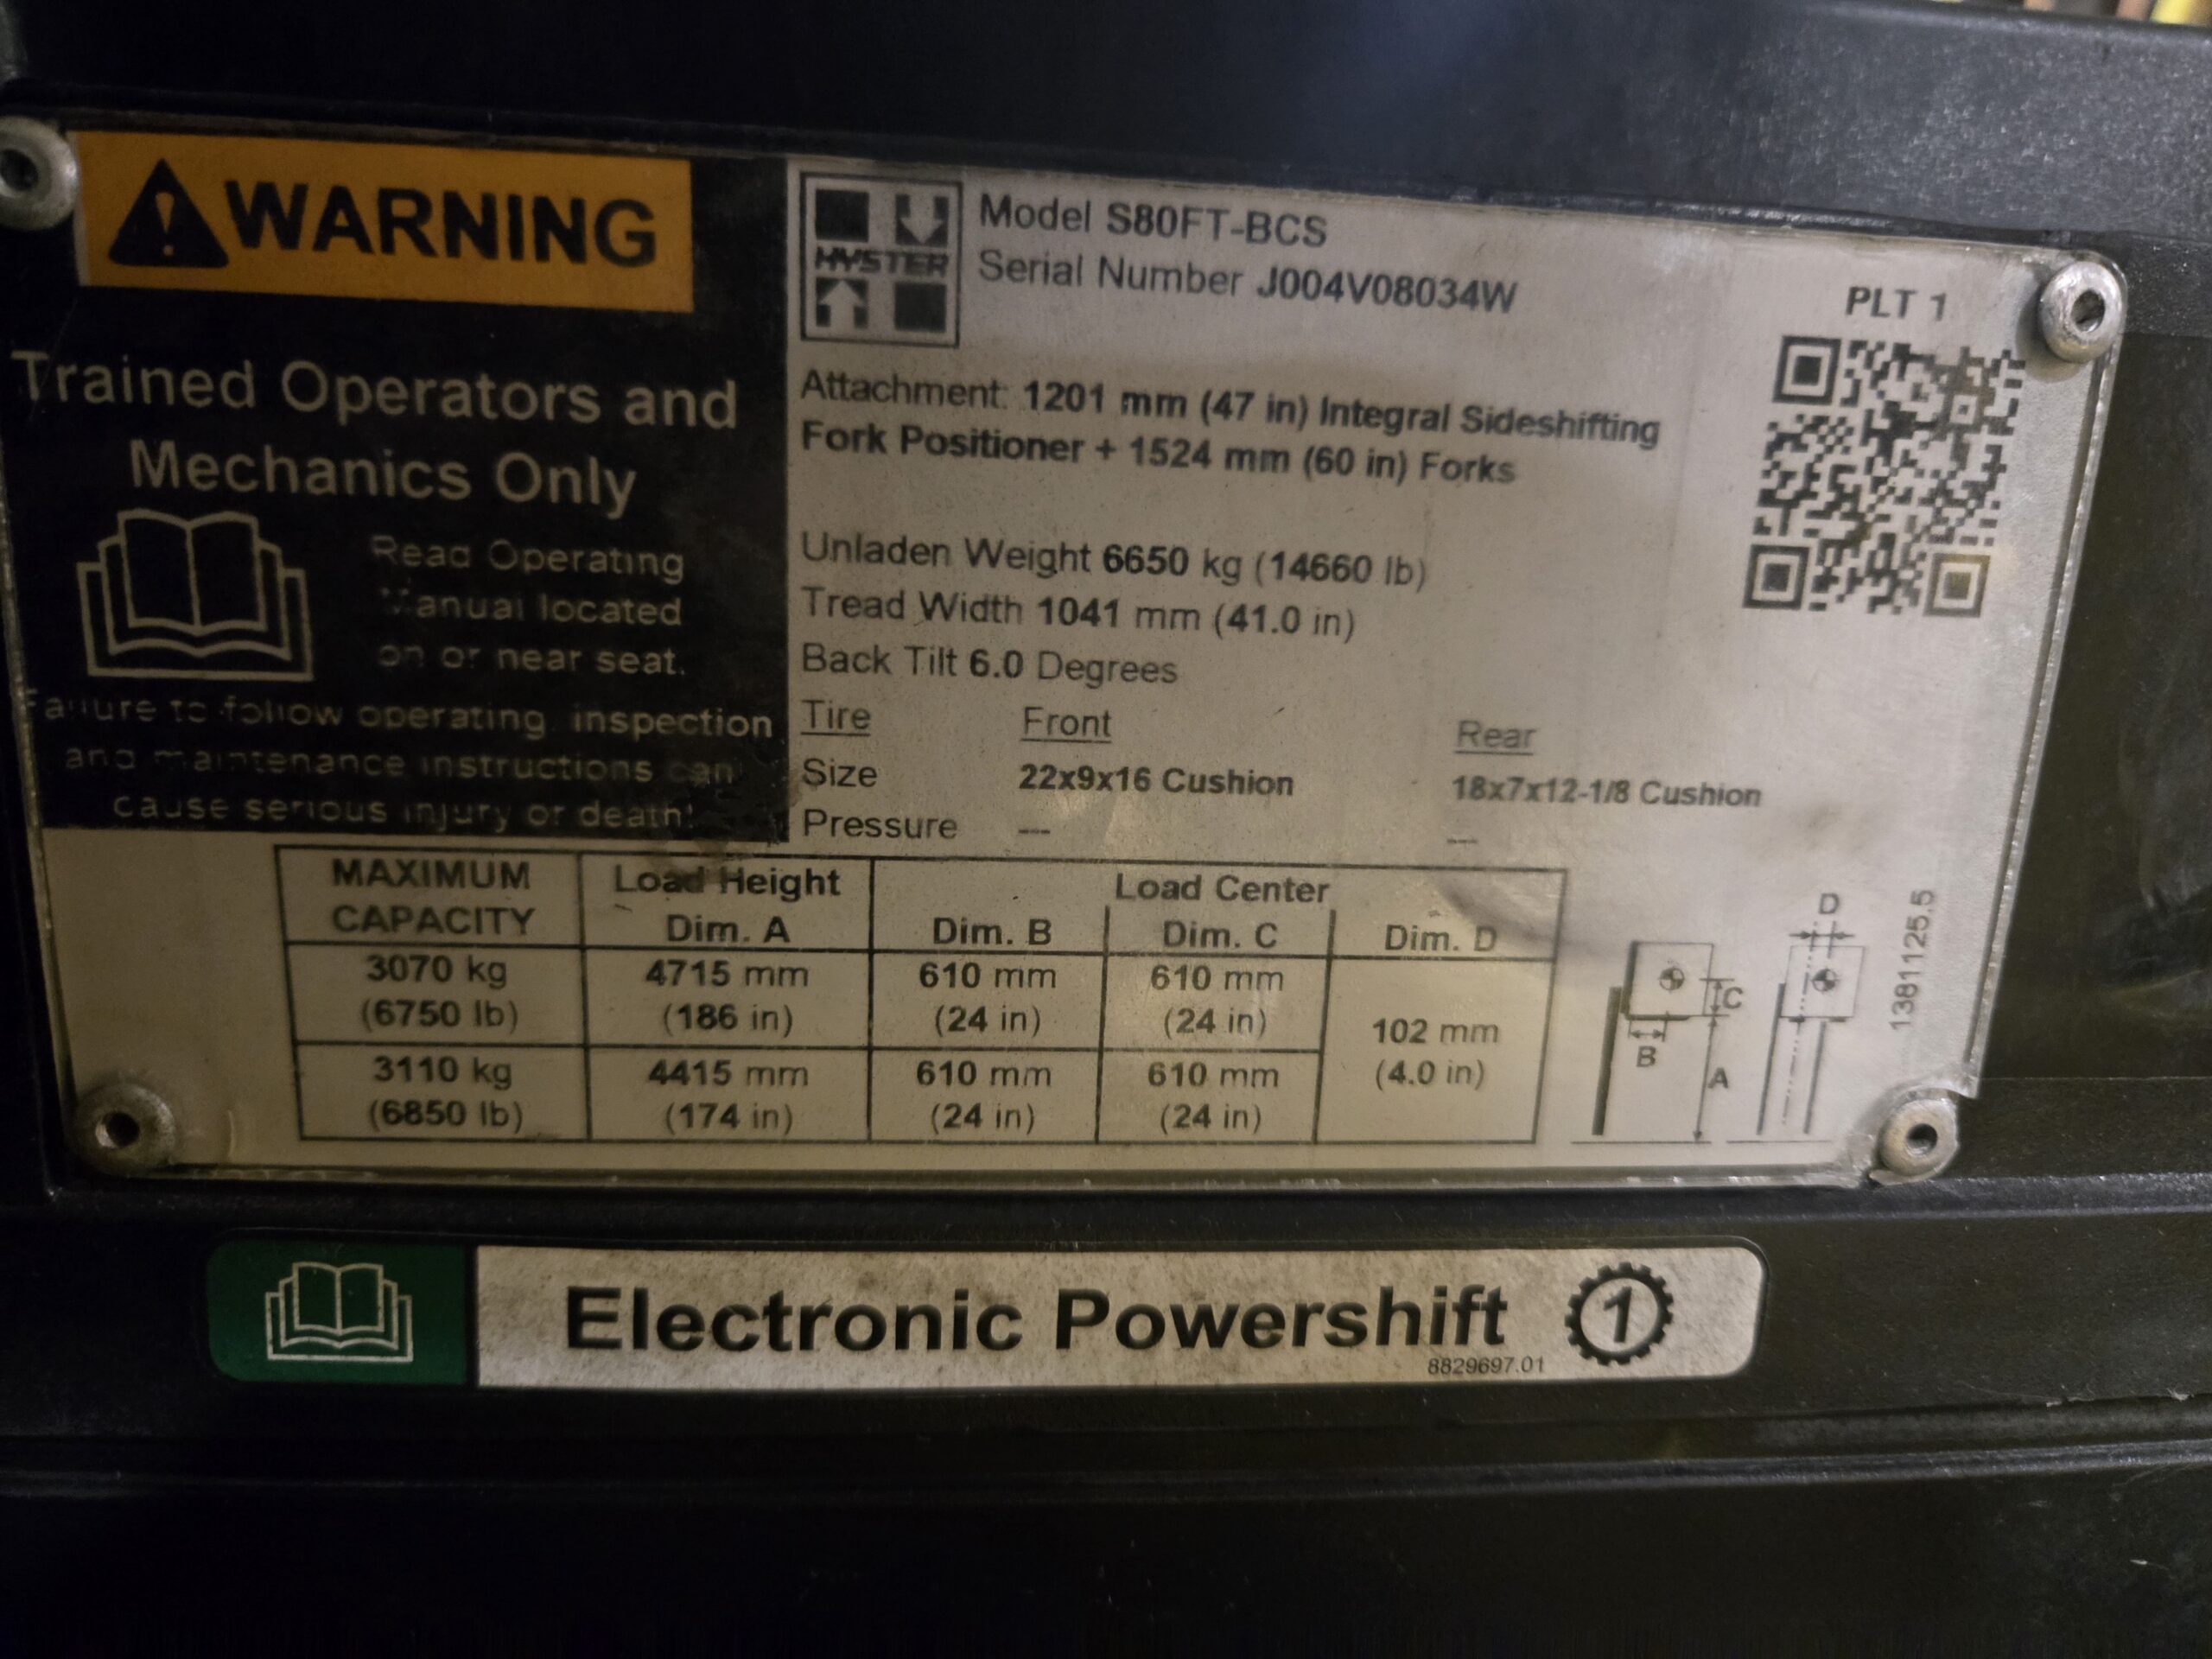 WARNING
Trained Operators and
Mechanics Only
Read Operating
Manual located
on or near seat.
Failure to follow operating, inspection
and maintenance instructions can
cause serious injury or death!
HYSTER
Model S80FT-BCS
Serial Number J004V08034W
PLT 1
Attachment: 1201 mm (47 in) Integral Sideshifting
Fork Positioner + 1524 mm (60 in) Forks
Unladen Weight 6650 kg (14660 lb)
Tread Width 1041 mm (41.0 in)
Back Tilt 6.0 Degrees
Tire Front Rear
Size 22x9x16 Cushion 18x7x12-1/8 Cushion
Pressure --- ---
MAXIMUM CAPACITY Load Height Load Center
Dim. A Dim. B Dim. C Dim. D
3070 kg 4715 mm 610 mm 610 mm
(6750 lb) (186 in) (24 in) (24 in)
102 mm
(4.0 in)
3110 kg 4415 mm 610 mm 610 mm
(6850 lb) (174 in) (24 in) (24 in)
D
C
B
A
13811125.5
Electronic Powershift 1
8829697.01